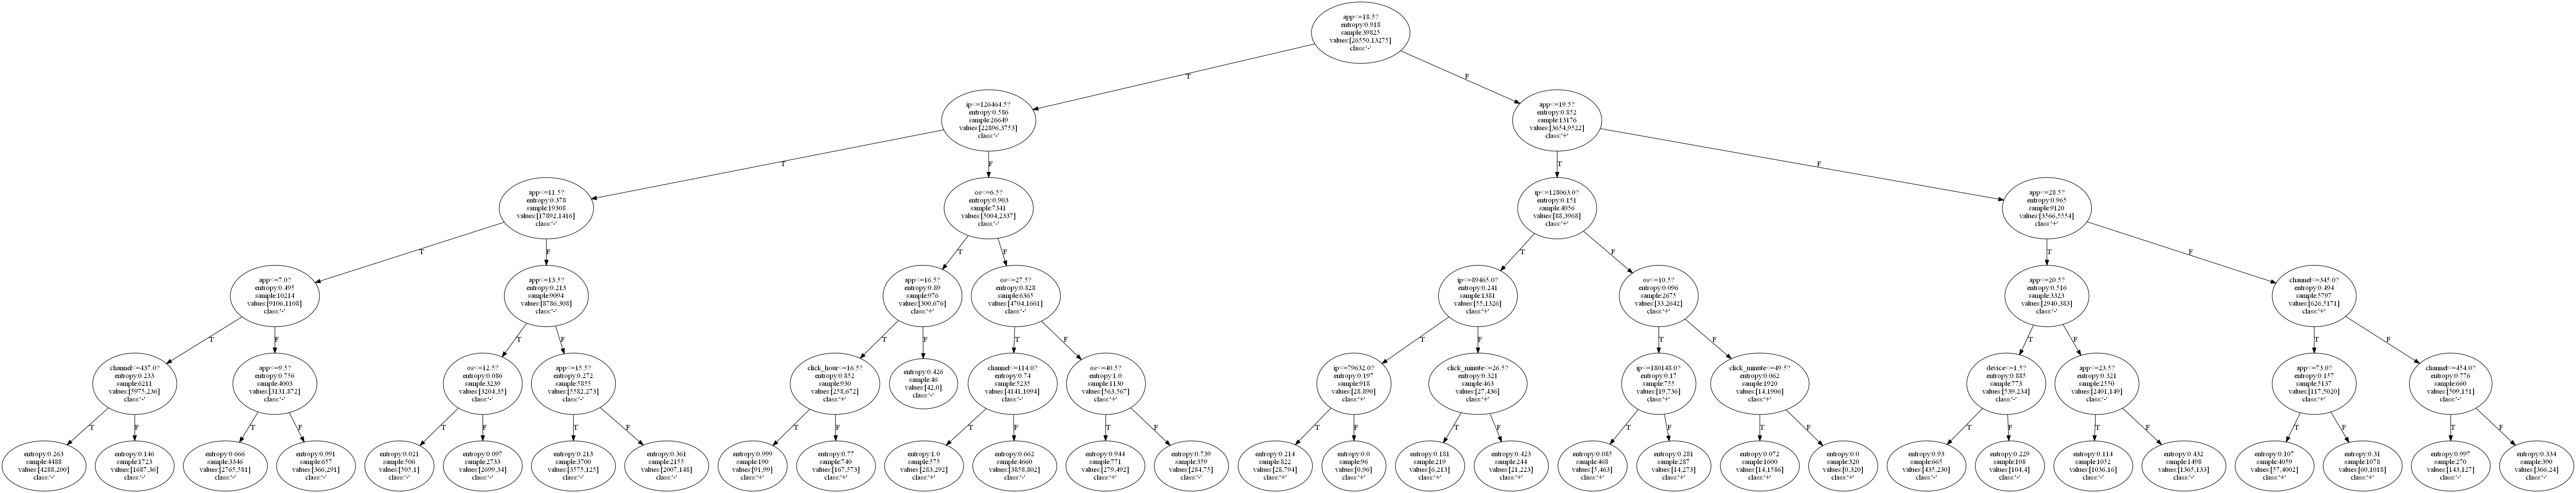 app<=18.5?
entropy:0.918
sample:39825
values:[26550,13275]
class:'-'
T
F
ip<=126464.5?
entropy:0.586
sample:26649
values:[22896,3753]
class:'-'
app<=19.5?
entropy:0.852
sample:13176
values:[3654,9522]
class:'+'
T
F
T
F
app<=11.5?
entropy:0.378
sample:19308
values:[17892,1416]
class:'-'
os<=6.5?
entropy:0.903
sample:7341
values:[5004,2337]
class:'-'
ip<=128063.0?
entropy:0.151
sample:4056
values:[88,3968]
class:'+'
app<=28.5?
entropy:0.965
sample:9120
values:[3566,5554]
class:'+'
T
F
T
F
T
F
T
F
app<=7.0?
entropy:0.495
sample:10214
values:[9106,1108]
class:'-'
app<=13.5?
entropy:0.213
sample:9094
values:[8786,308]
class:'-'
app<=16.5?
entropy:0.89
sample:976
values:[300,676]
class:'+'
os<=27.5?
entropy:0.828
sample:6365
values:[4704,1661]
class:'-'
ip<=89465.0?
entropy:0.241
sample:1381
values:[55,1326]
class:'+'
os<=10.5?
entropy:0.096
sample:2675
values:[33,2642]
class:'+'
app<=20.5?
entropy:0.516
sample:3323
values:[2940,383]
class:'-'
channel<=345.0?
entropy:0.494
sample:5797
values:[626,5171]
class:'+'
T
F
T
F
T
F
T
F
T
F
T
F
T
F
T
F
channel<=437.0?
entropy:0.233
sample:6211
values:[5975,236]
class:'-'
app<=9.5?
entropy:0.756
sample:4003
values:[3131,872]
class:'-'
os<=12.5?
entropy:0.086
sample:3239
values:[3204,35]
class:'-'
app<=15.5?
entropy:0.272
sample:5855
values:[5582,273]
class:'-'
click_hour<=16.5?
entropy:0.852
sample:930
values:[258,672]
class:'+'
entropy:0.426
sample:46
values:[42,0]
class:'-'
channel<=114.0?
entropy:0.74
sample:5235
values:[4141,1094]
class:'-'
os<=40.5?
entropy:1.0
sample:1130
values:[563,567]
class:'+'
ip<=79632.0?
entropy:0.197
sample:918
values:[28,890]
class:'+'
click_minute<=26.5?
entropy:0.321
sample:463
values:[27,436]
class:'+'
ip<=180148.0?
entropy:0.17
sample:755
values:[19,736]
class:'+'
click_minute<=49.5?
entropy:0.062
sample:1920
values:[14,1906]
class:'+'
device<=1.5?
entropy:0.885
sample:773
values:[539,234]
class:'-'
app<=23.5?
entropy:0.321
sample:2550
values:[2401,149]
class:'-'
app<=73.0?
entropy:0.157
sample:5137
values:[117,5020]
class:'+'
channel<=454.0?
entropy:0.776
sample:660
values:[509,151]
class:'-'
T
F
T
F
T
F
T
F
T
F
T
F
T
F
T
F
T
F
T
F
T
F
T
F
T
F
T
F
T
F
entropy:0.263
sample:4488
values:[4288,200]
class:'-'
entropy:0.146
sample:1723
values:[1687,36]
class:'-'
entropy:0.666
sample:3346
values:[2765,581]
class:'-'
entropy:0.991
sample:657
values:[366,291]
class:'-'
entropy:0.021
sample:506
values:[505,1]
class:'-'
entropy:0.097
sample:2733
values:[2699,34]
class:'-'
entropy:0.213
sample:3700
values:[3575,125]
class:'-'
entropy:0.361
sample:2155
values:[2007,148]
class:'-'
entropy:0.999
sample:190
values:[91,99]
class:'+'
entropy:0.77
sample:740
values:[167,573]
class:'+'
entropy:1.0
sample:575
values:[283,292]
class:'+'
entropy:0.662
sample:4660
values:[3858,802]
class:'-'
entropy:0.944
sample:771
values:[279,492]
class:'+'
entropy:0.739
sample:359
values:[284,75]
class:'-'
entropy:0.214
sample:822
values:[28,794]
class:'+'
entropy:0.0
sample:96
values:[0,96]
class:'+'
entropy:0.181
sample:219
values:[6,213]
class:'+'
entropy:0.423
sample:244
values:[21,223]
class:'+'
entropy:0.085
sample:468
values:[5,463]
class:'+'
entropy:0.281
sample:287
values:[14,273]
class:'+'
entropy:0.072
sample:1600
values:[14,1586]
class:'+'
entropy:0.0
sample:320
values:[0,320]
class:'+'
entropy:0.93
sample:665
values:[435,230]
class:'-'
entropy:0.229
sample:108
values:[104,4]
class:'-'
entropy:0.114
sample:1052
values:[1036,16]
class:'-'
entropy:0.432
sample:1498
values:[1365,133]
class:'-'
entropy:0.107
sample:4059
values:[57,4002]
class:'+'
entropy:0.31
sample:1078
values:[60,1018]
class:'+'
entropy:0.997
sample:270
values:[143,127]
class:'-'
entropy:0.334
sample:390
values:[366,24]
class:'-'